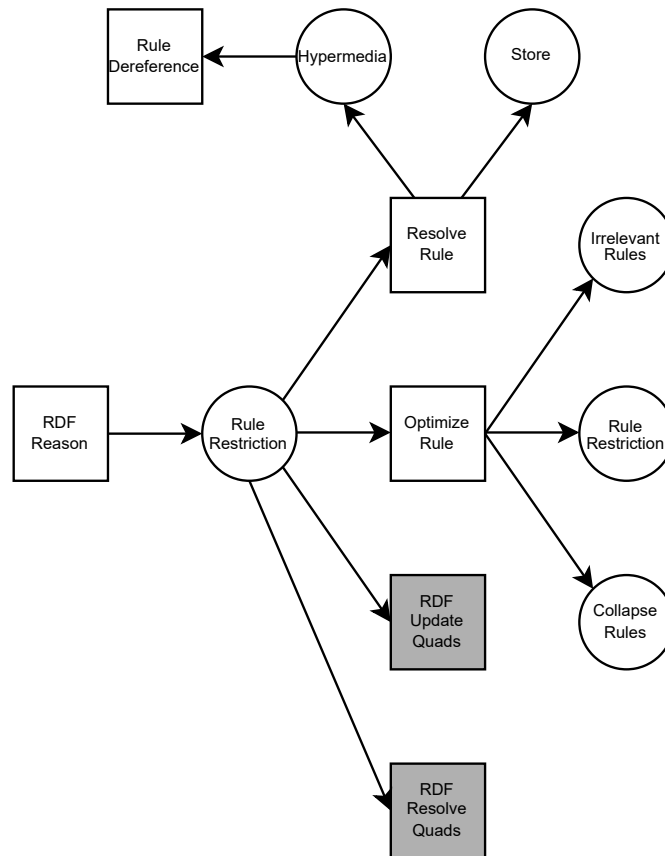 Rule
Dereference
Hypermedia
Store
Resolve
Rule
Irrelevant
Rules
RDF
Reason
Rule
Restriction
Optimize
Rule
Rule
Restriction
RDF
Update
Quads
Collapse
Rules
RDF
Resolve
Quads